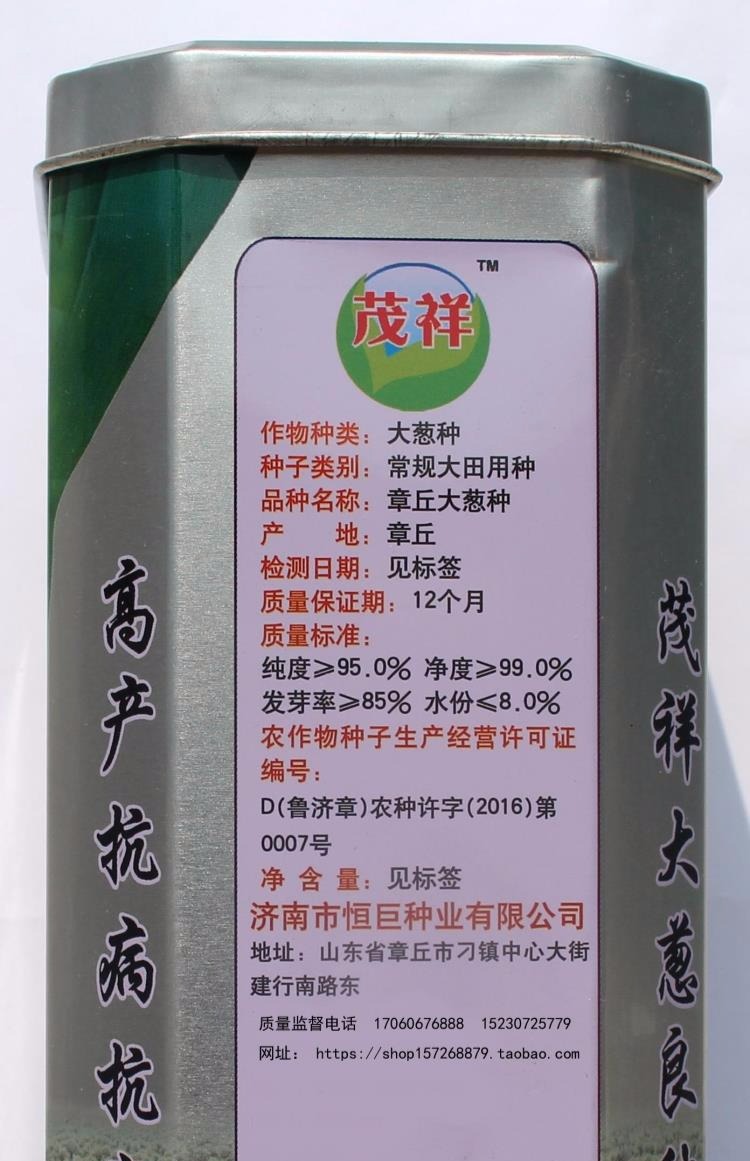 茂祥
TM
作物种类：大葱种
种子类别：常规大田用种
品种名称：章丘大葱种
产 地：章丘
检测日期：见标签
质量保证期：12个月
质量标准：
纯度≥95.0% 净度≥99.0%
发芽率≥85% 水份≤8.0%
农作物种子生产经营许可证
编号：
D(鲁济章)农种许字(2016)第
0007号
净 含 量：见标签
济南市恒巨种业有限公司
地址：山东省章丘市刁镇中心大街
建行南路东
质量监督电话 17060676888 15230725779
网址： https://shop157268879.taobao.com
高产抗病抗
茂祥大葱良